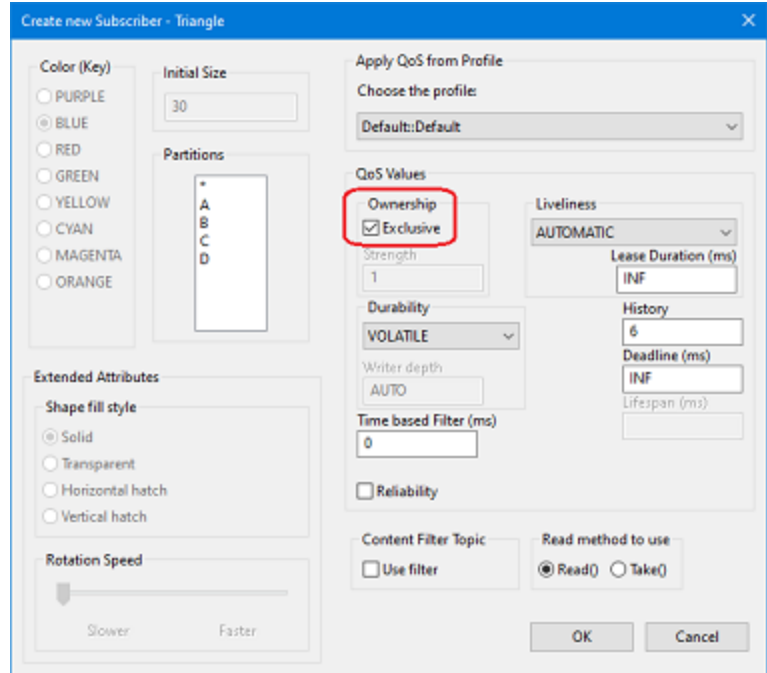 Create new Subscriber - Triangle
Color (Key)
PURPLE
BLUE
RED
GREEN
YELLOW
CYAN
MAGENTA
ORANGE
Initial Size
30
Partitions
*
A
B
C
D
Extended Attributes
Shape fill style
Solid
Transparent
Horizontal hatch
Vertical hatch
Rotation Speed
Slower Faster
Apply QoS from Profile
Choose the profile:
Default::Default
QoS Values
Ownership
Exclusive
Strength
1
Durability
VOLATILE
Writer depth
AUTO
Time based Filter (ms)
0
Reliability
Liveliness
AUTOMATIC
Lease Duration (ms)
INF
History
6
Deadline (ms)
INF
Lifespan (ms)
Content Filter Topic
Use filter
Read method to use
Read() Take()
OK Cancel